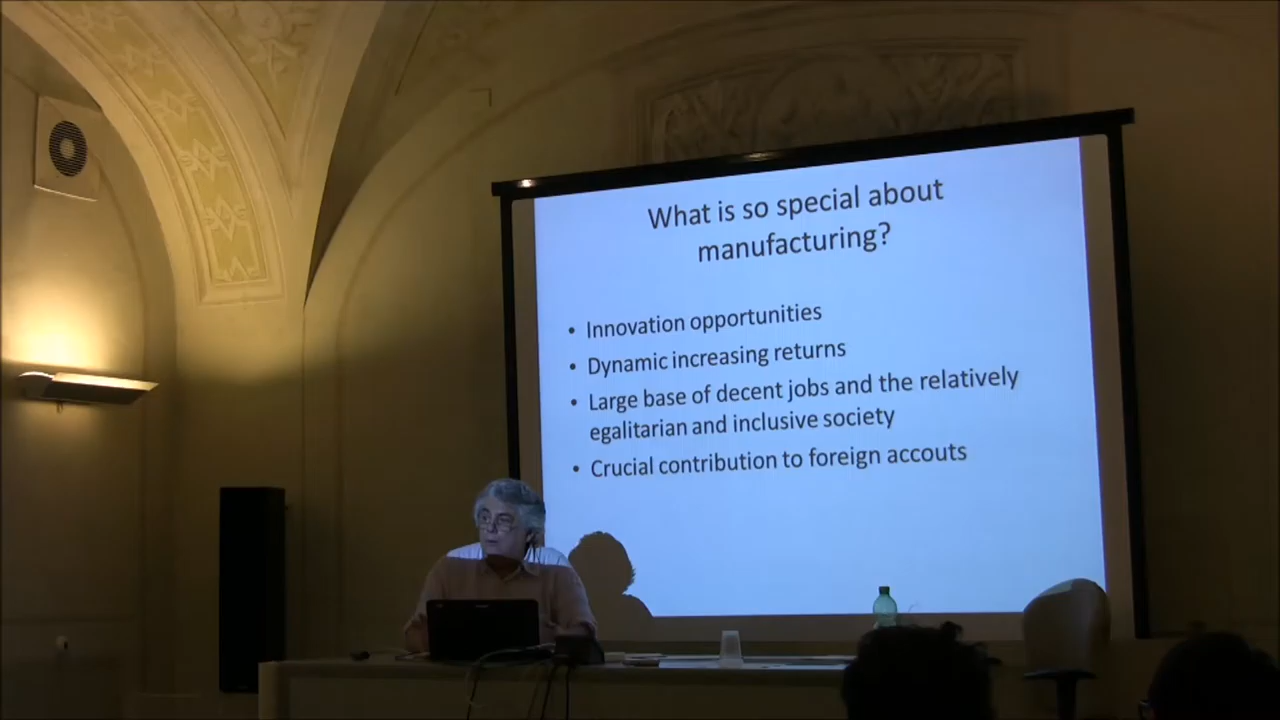 What is so special about
manufacturing?
• Innovation opportunities
• Dynamic increasing returns
• Large base of decent jobs and the relatively
egalitarian and inclusive society
• Crucial contribution to foreign accouts